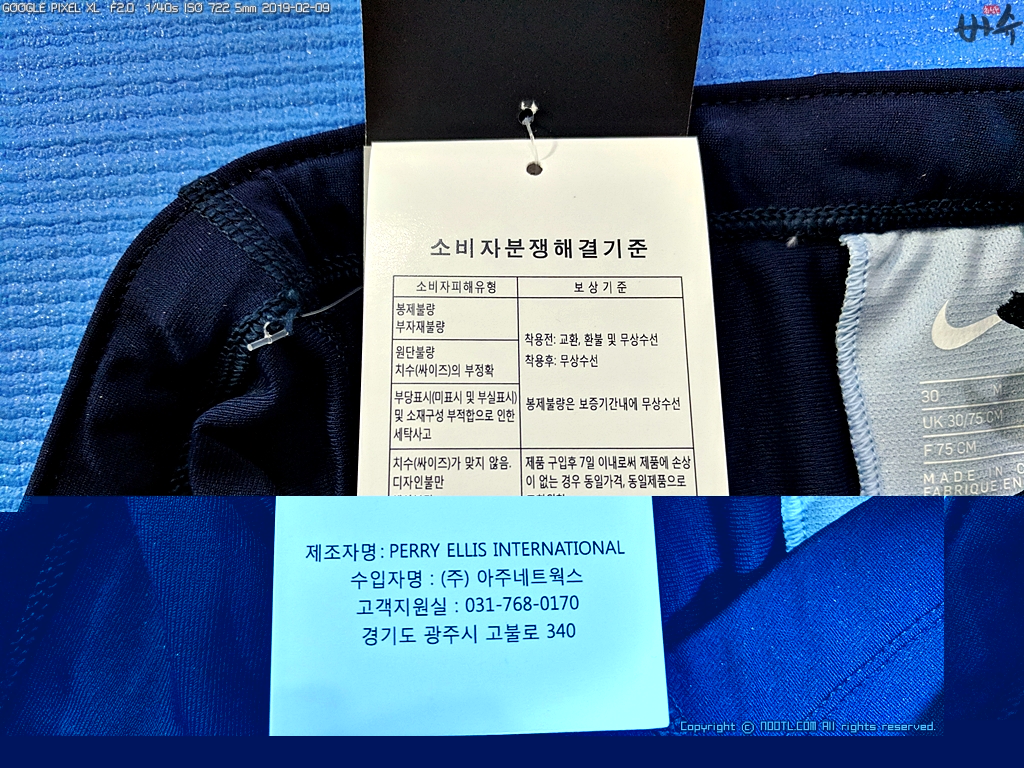 GOOGLE PIXEL XL F2.0 1/40s ISO 722 5mm 2019-02-09
버슈
소비자분쟁해결기준
소비자피해유형 보상기준
봉제불량
부자재불량
원단불량
치수(싸이즈)의 부정확
착용전: 교환, 환불 및 무상수선
착용후: 무상수선
부당표시(미표시 및 부실표시)
및 소재구성 부적합으로 인한
세탁사고
봉제불량은 보증기간내에 무상수선
치수(싸이즈)가 맞지 않음.
디자인불만
제품 구입후 7일 이내로써 제품에 손상
이 없는 경우 동일가격, 동일제품으로
30
UK 30/75 CM
F 75 CM
MADE IN
FABRIQUE EN
제조자명: PERRY ELLIS INTERNATIONAL
수입자명 : (주) 아주네트웍스
고객지원실 : 031-768-0170
경기도 광주시 고불로 340
Copyright © NOOTL.COM All rights reserved.